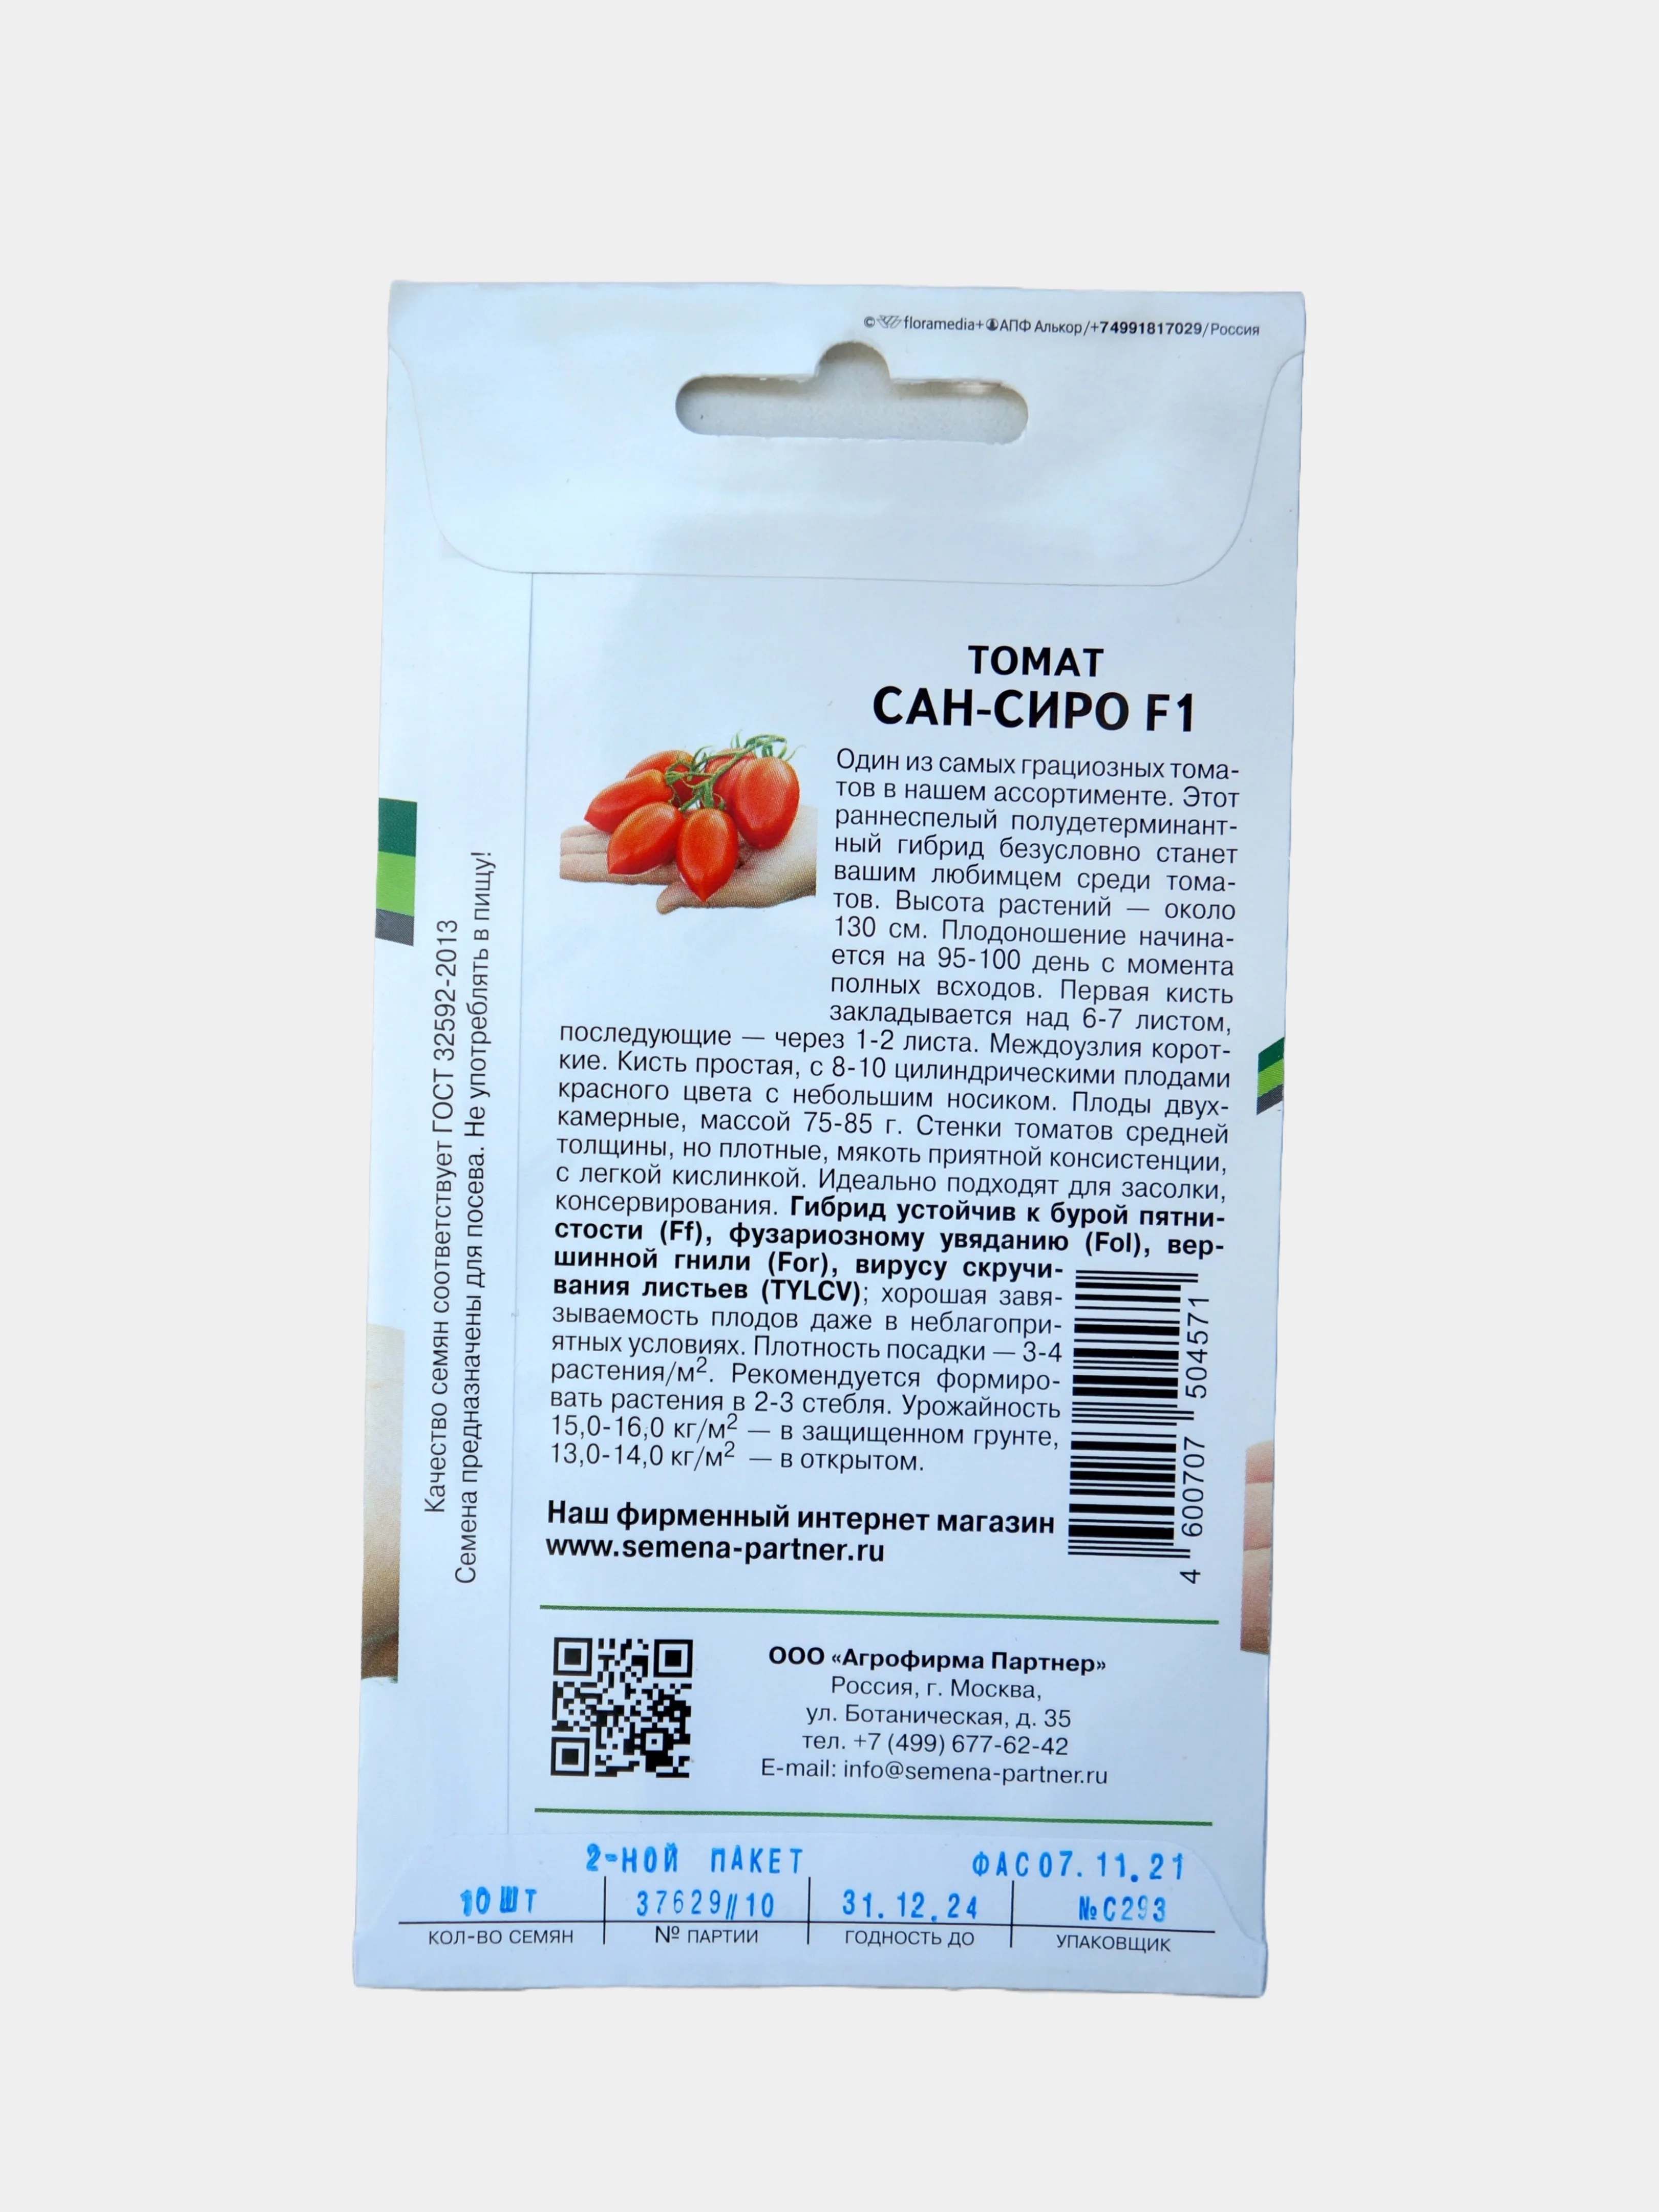 © floramedia+АПФ Алькор/+74991817029/Россия
ТОМАТ
САН-СИРО F1
Один из самых грациозных тома-
тов в нашем ассортименте. Этот
раннеспелый полудетерминант-
ный гибрид безусловно станет
вашим любимцем среди тома-
тов. Высота растений — около
130 см. Плодоношение начина-
ется на 95-100 день с момента
полных всходов. Первая кисть
закладывается над 6-7 листом,
последующие — через 1-2 листа. Междоузлия корот-
кие. Кисть простая, с 8-10 цилиндрическими плодами
красного цвета с небольшим носиком. Плоды двух-
камерные, массой 75-85 г. Стенки томатов средней
толщины, но плотные, мякоть приятной консистенции,
с легкой кислинкой. Идеально подходят для засолки,
консервирования. Гибрид устойчив к бурой пятни-
стости (Ff), фузариозному увяданию (Fol), вер-
шинной гнили (For), вирусу скручи-
вания листьев (TYLCV); хорошая завя-
зываемость плодов даже в неблагопри-
ятных условиях. Плотность посадки — 3-4
растения/м². Рекомендуется формиро-
вать растения в 2-3 стебля. Урожайность
15,0-16,0 кг/м² — в защищенном грунте,
13,0-14,0 кг/м² — в открытом.
4 600707 504571
Наш фирменный интернет магазин
www.semena-partner.ru
Качество семян соответствует ГОСТ 32592-2013
Семена предназначены для посева. Не употреблять в пищу!
ООО «Агрофирма Партнер»
Россия, г. Москва,
ул. Ботаническая, д. 35
тел. +7 (499) 677-62-42
E-mail: info@semena-partner.ru
2-НОЙ ПАКЕТ ФАС07.11.21
10ШТ 37629//10 31.12.24 №С293
КОЛ-ВО СЕМЯН № ПАРТИИ ГОДНОСТЬ ДО УПАКОВЩИК